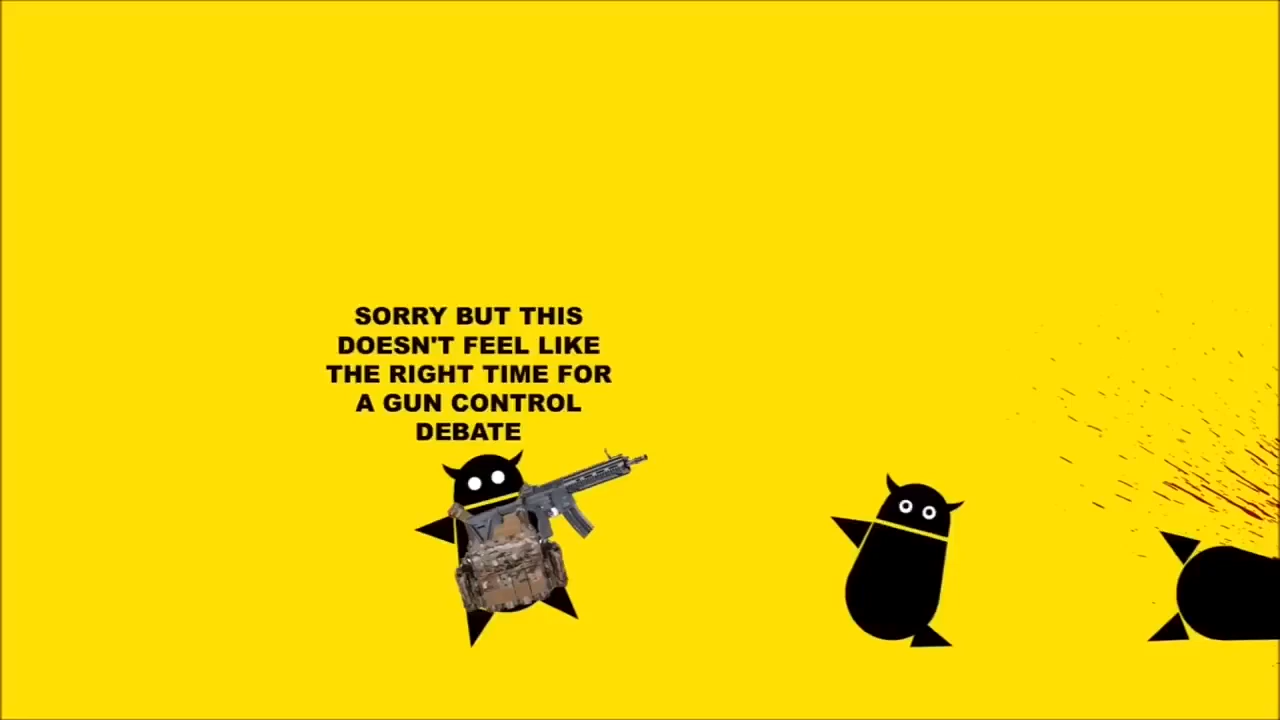 SORRY BUT THIS
DOESN'T FEEL LIKE
THE RIGHT TIME FOR
A GUN CONTROL
DEBATE